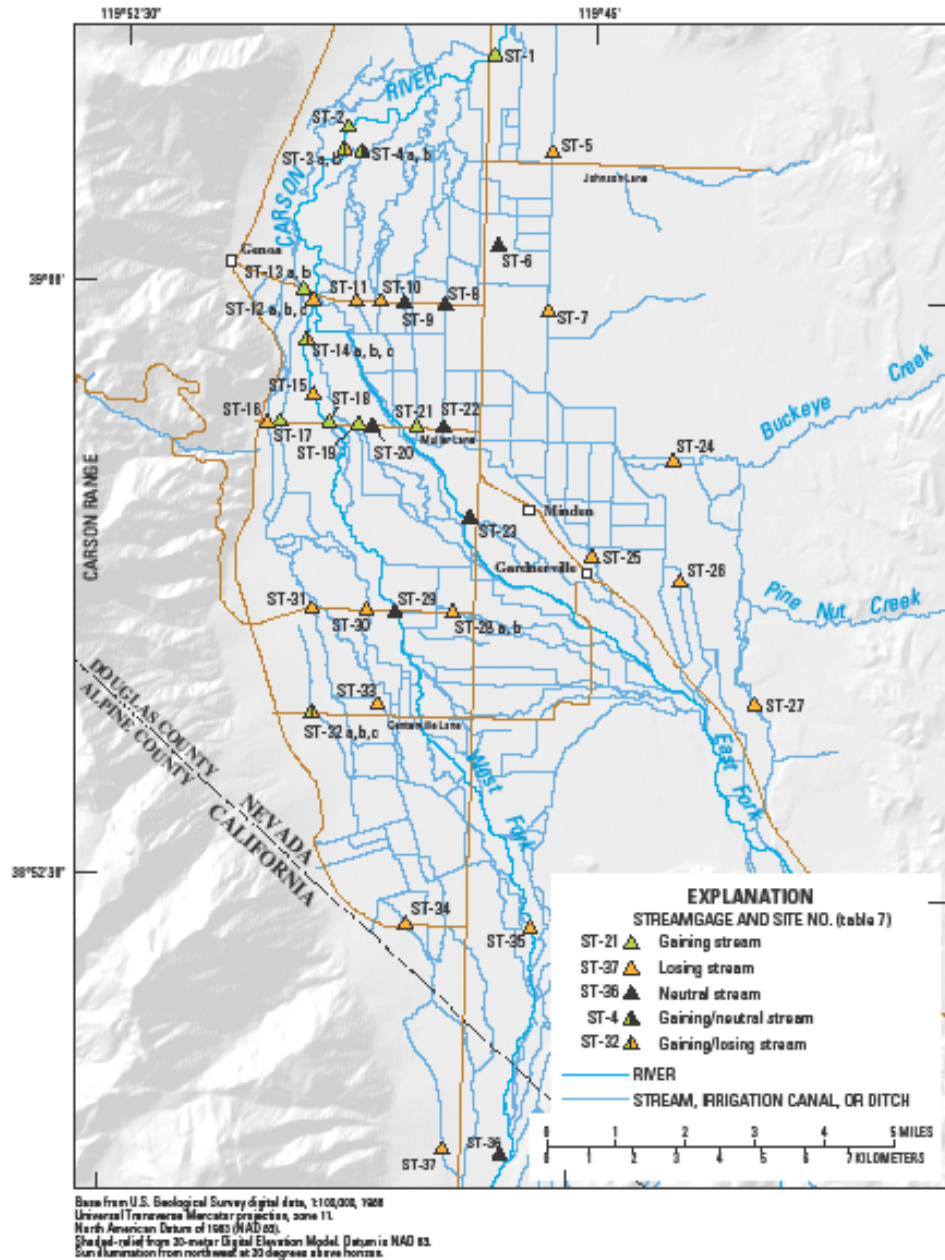 119°52'30"
119°45'
ST-1
RIVER
ST-2
ST-3 a, b
ST-4 a, b
ST-5
Johnson Lane
CARSON
ST-6
Genoa
39°00'
ST-13 a, b
ST-11
ST-10
ST-8
ST-12 a, b, c
ST-9
ST-7
ST-14 a, b, c
Buckeye Creek
ST-15
ST-18
ST-16
ST-21
ST-22
ST-17
Muller Lane
ST-19
ST-20
ST-24
CARSON RANGE
Minden
ST-23
ST-25
Gardnerville
ST-26
Pine Nut Creek
ST-31
ST-29
ST-30
ST-28 a, b
DOUGLAS COUNTY
ALPINE COUNTY
ST-33
ST-27
Centerville Lane
ST-32 a,b,c
East Fork
West Fork
NEVADA
CALIFORNIA
38°52'30"
ST-34
ST-35
EXPLANATION
STREAMGAGE AND SITE NO. (table 7)
ST-21 Gaining stream
ST-37 Losing stream
ST-36 Neutral stream
ST-4 Gaining/neutral stream
ST-32 Gaining/losing stream
RIVER
STREAM, IRRIGATION CANAL, OR DITCH
0 1 2 3 4 5 MILES
0 1 2 3 4 5 6 7 KILOMETERS
ST-36
ST-37
Base from U.S. Geological Survey digital data, 1:100,000, 1988
Universal Transverse Mercator projection, zone 11.
North American Datum of 1983 (NAD 83).
Shaded-relief from 30-meter Digital Elevation Model. Datum is NAD 83.
Sun illumination from northwest at 30 degrees above horizon.